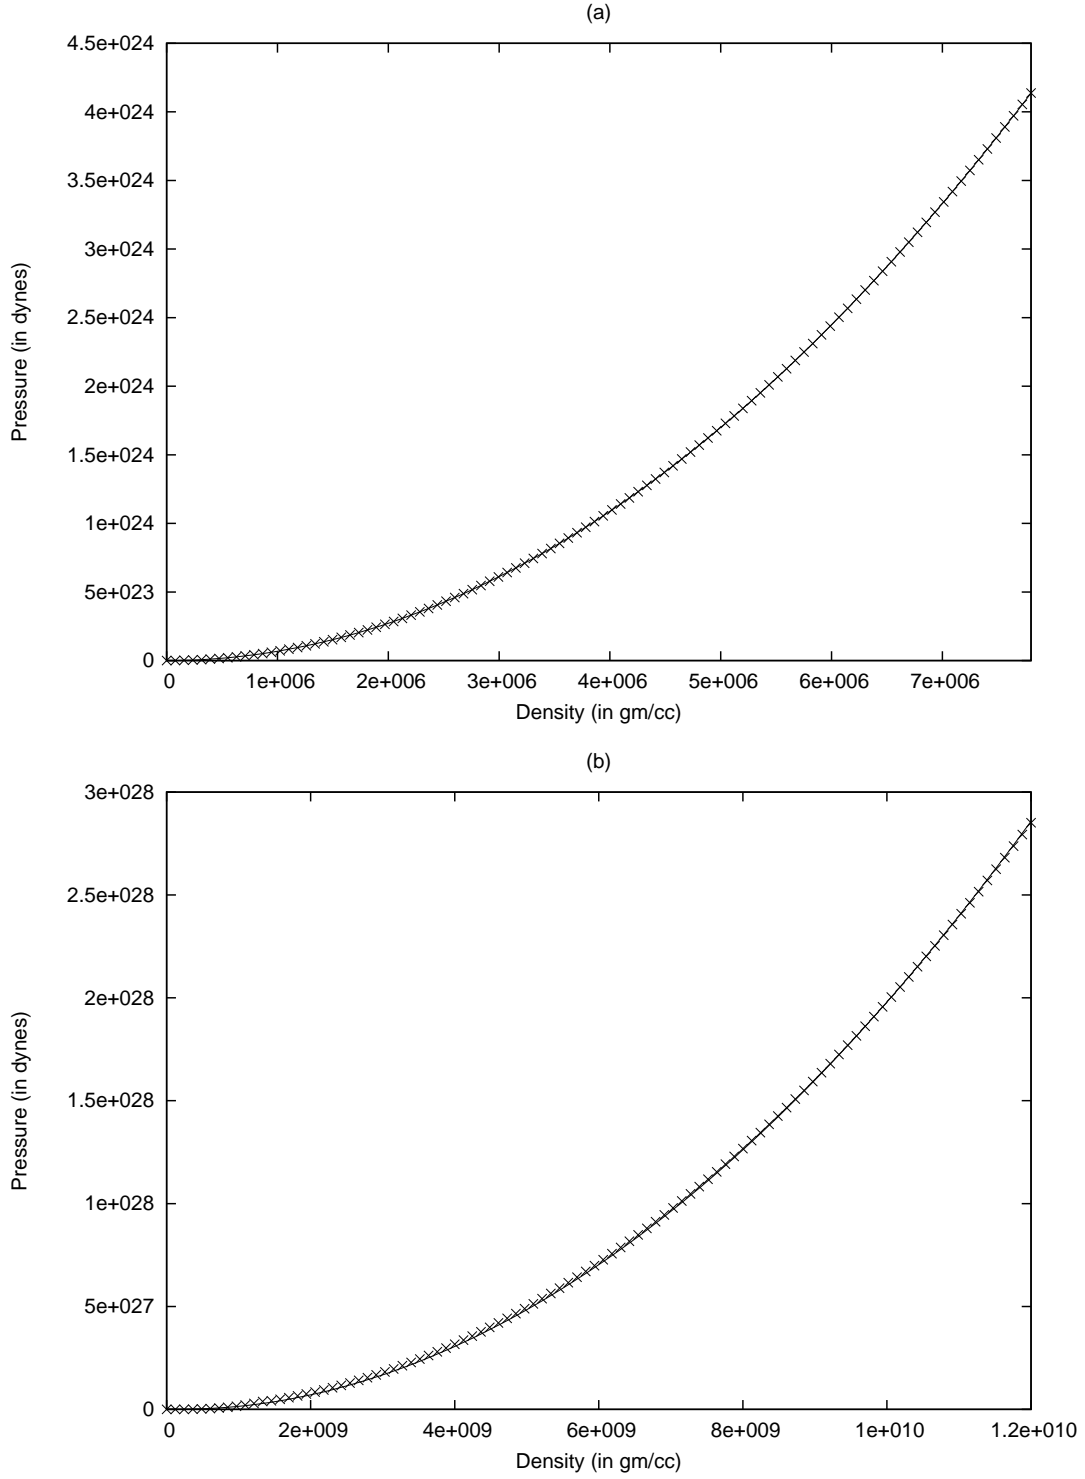 (a)
4.5e+024
4e+024
3.5e+024
3e+024
2.5e+024
2e+024
1.5e+024
1e+024
5e+023
0
Pressure (in dynes)
0 1e+006 2e+006 3e+006 4e+006 5e+006 6e+006 7e+006
Density (in gm/cc)
(b)
3e+028
2.5e+028
2e+028
1.5e+028
1e+028
5e+027
0
Pressure (in dynes)
0 2e+009 4e+009 6e+009 8e+009 1e+010 1.2e+010
Density (in gm/cc)